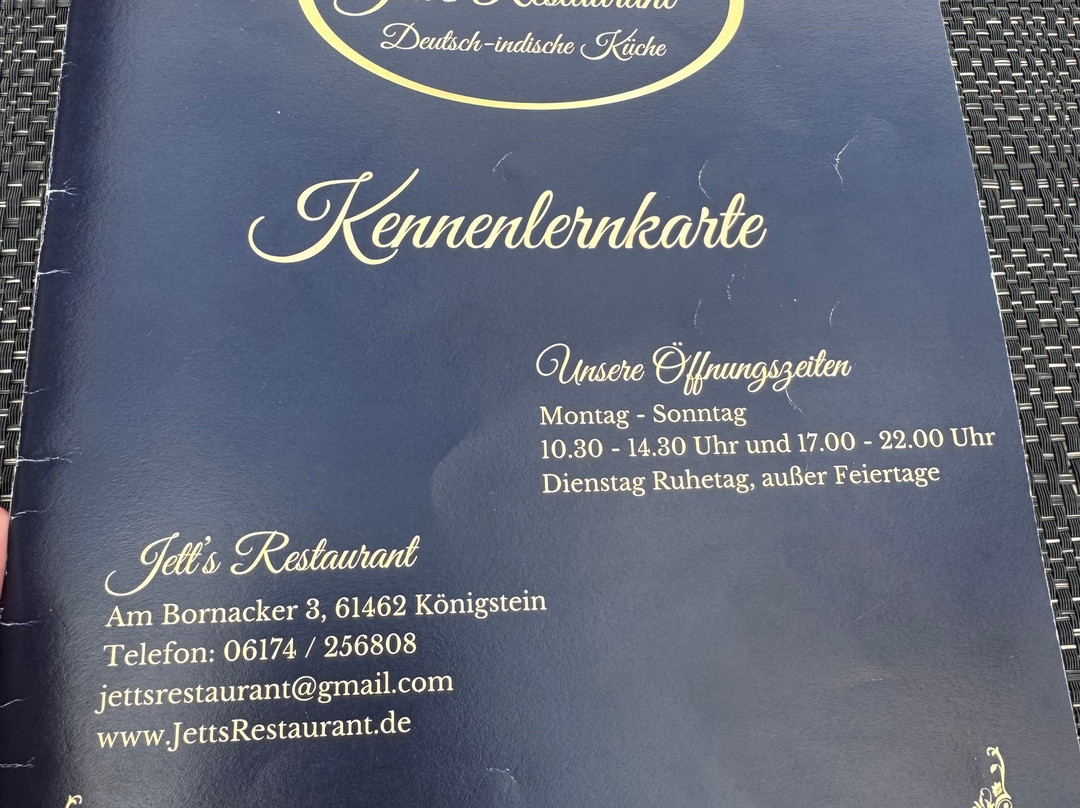 Jett's Restaurant
Deutsch-indische Küche
Kennenlernkarte
Unsere Öffnungszeiten
Montag - Sonntag
10.30 - 14.30 Uhr und 17.00 - 22.00 Uhr
Dienstag Ruhetag, außer Feiertage
Jett's Restaurant
Am Bornacker 3, 61462 Königstein
Telefon: 06174 / 256808
jettsrestaurant@gmail.com
www.JettsRestaurant.de